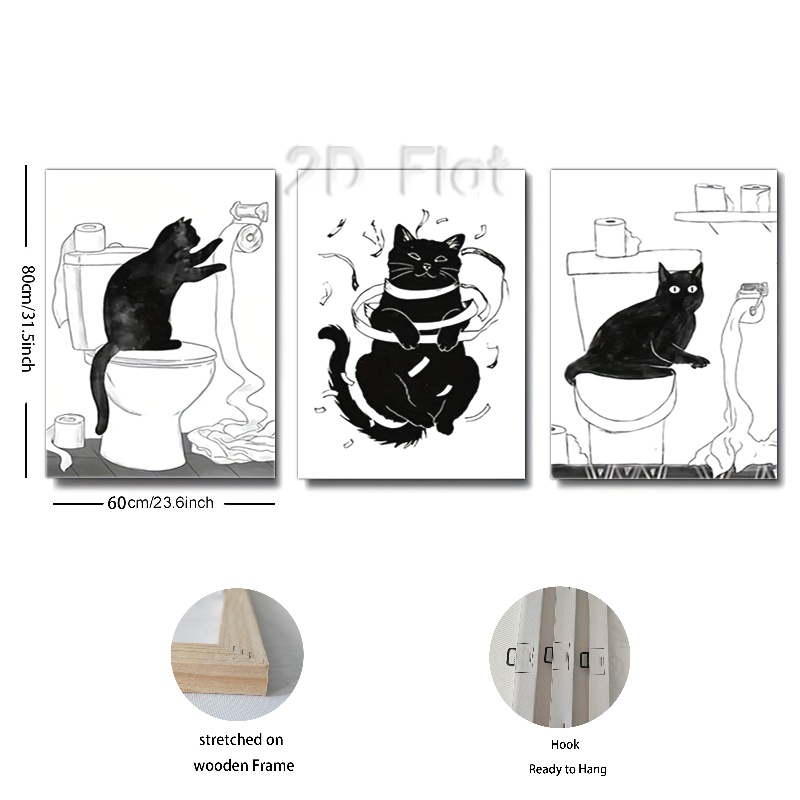 2D Flat
80cm/31.5inch
60cm/23.6inch
stretched on
wooden Frame
Hook
Ready to Hang